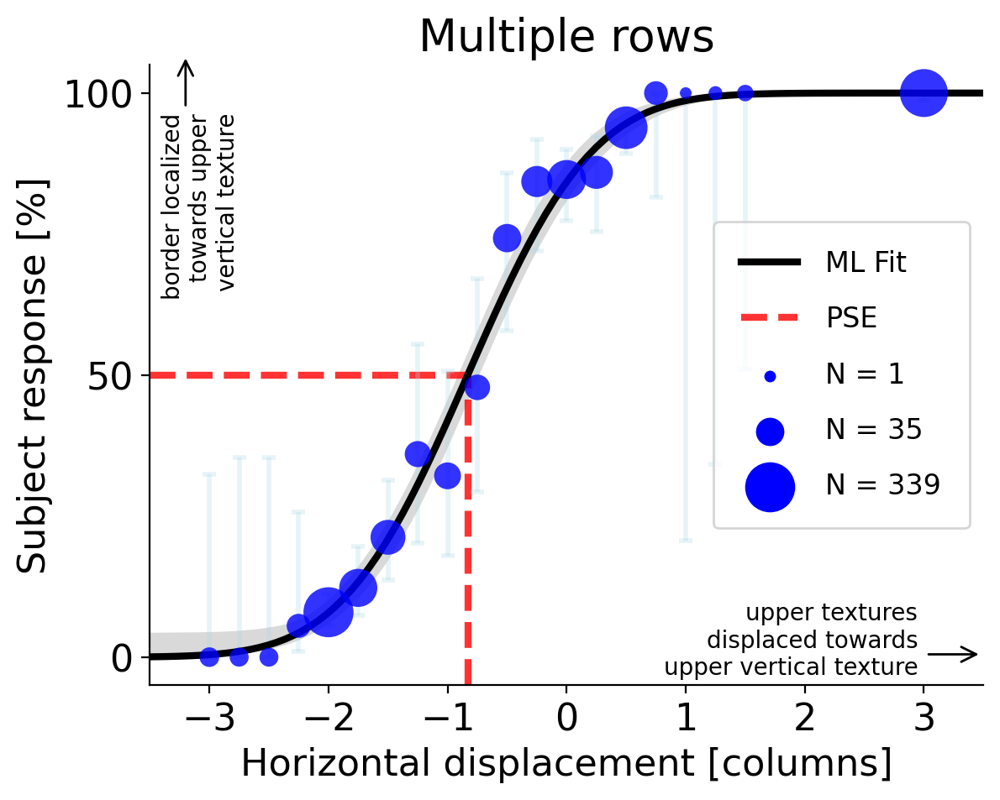 Multiple rows
100
50
0
Subject response [%]
border localized
towards upper
vertical texture
ML Fit
PSE
N = 1
N = 35
N = 339
upper textures
displaced towards
upper vertical texture
−3
−2
−1
0
1
2
3
Horizontal displacement [columns]